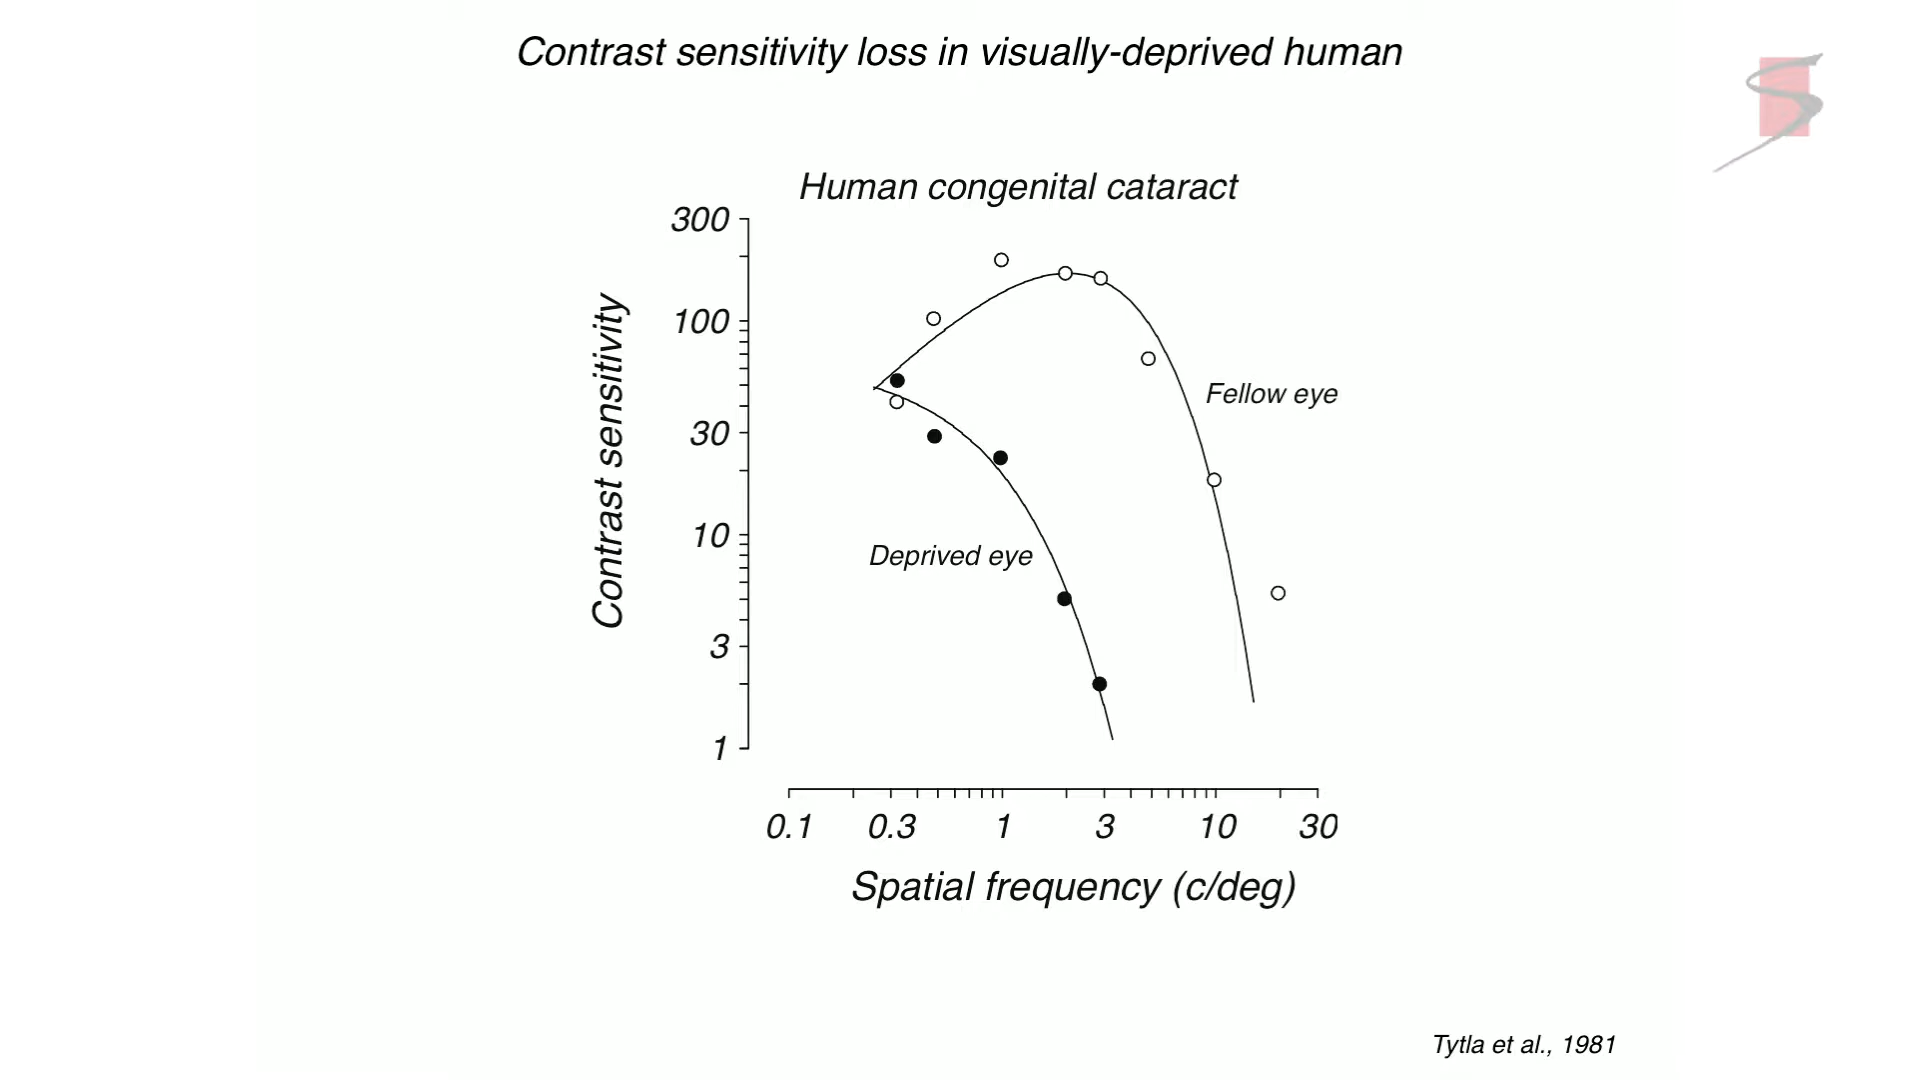 Contrast sensitivity loss in visually-deprived human
Human congenital cataract
300
100
30
10
3
1
Contrast sensitivity
Fellow eye
Deprived eye
0.1 0.3 1 3 10 30
Spatial frequency (c/deg)
Tytla et al., 1981